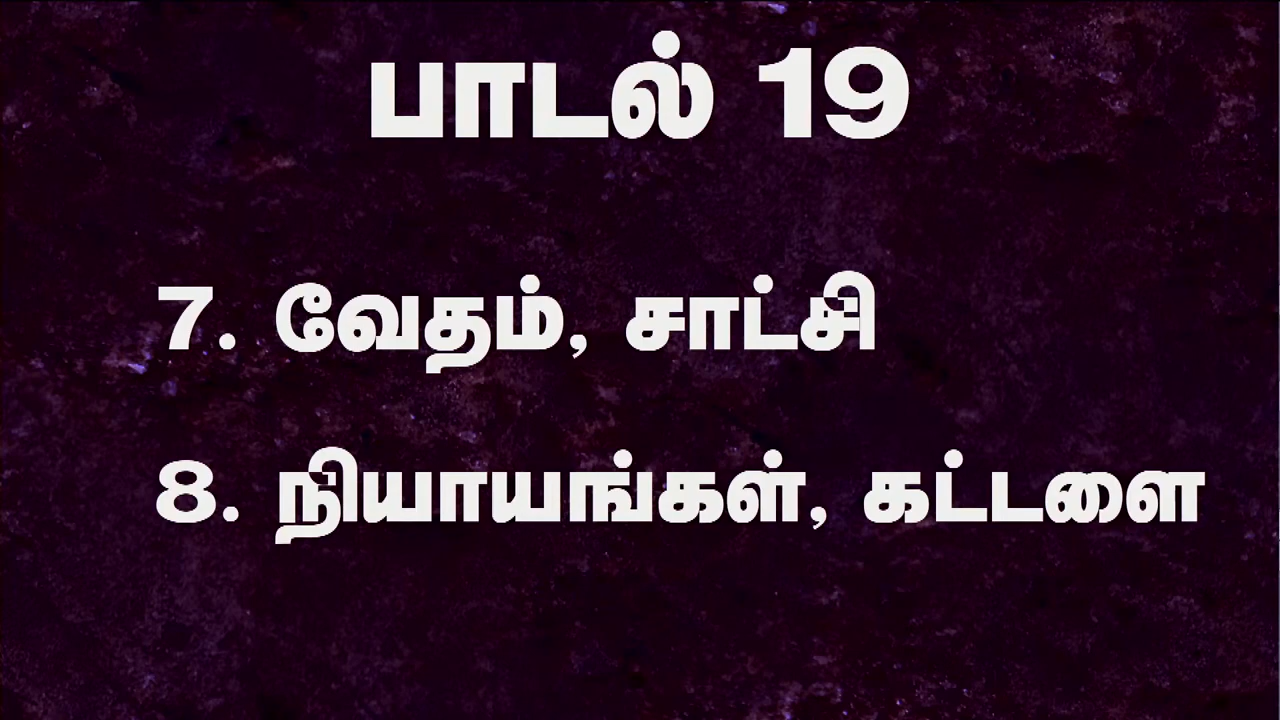 பாடல் 19
7. வேதம், சாட்சி
8. நியாயங்கள், கட்டளை